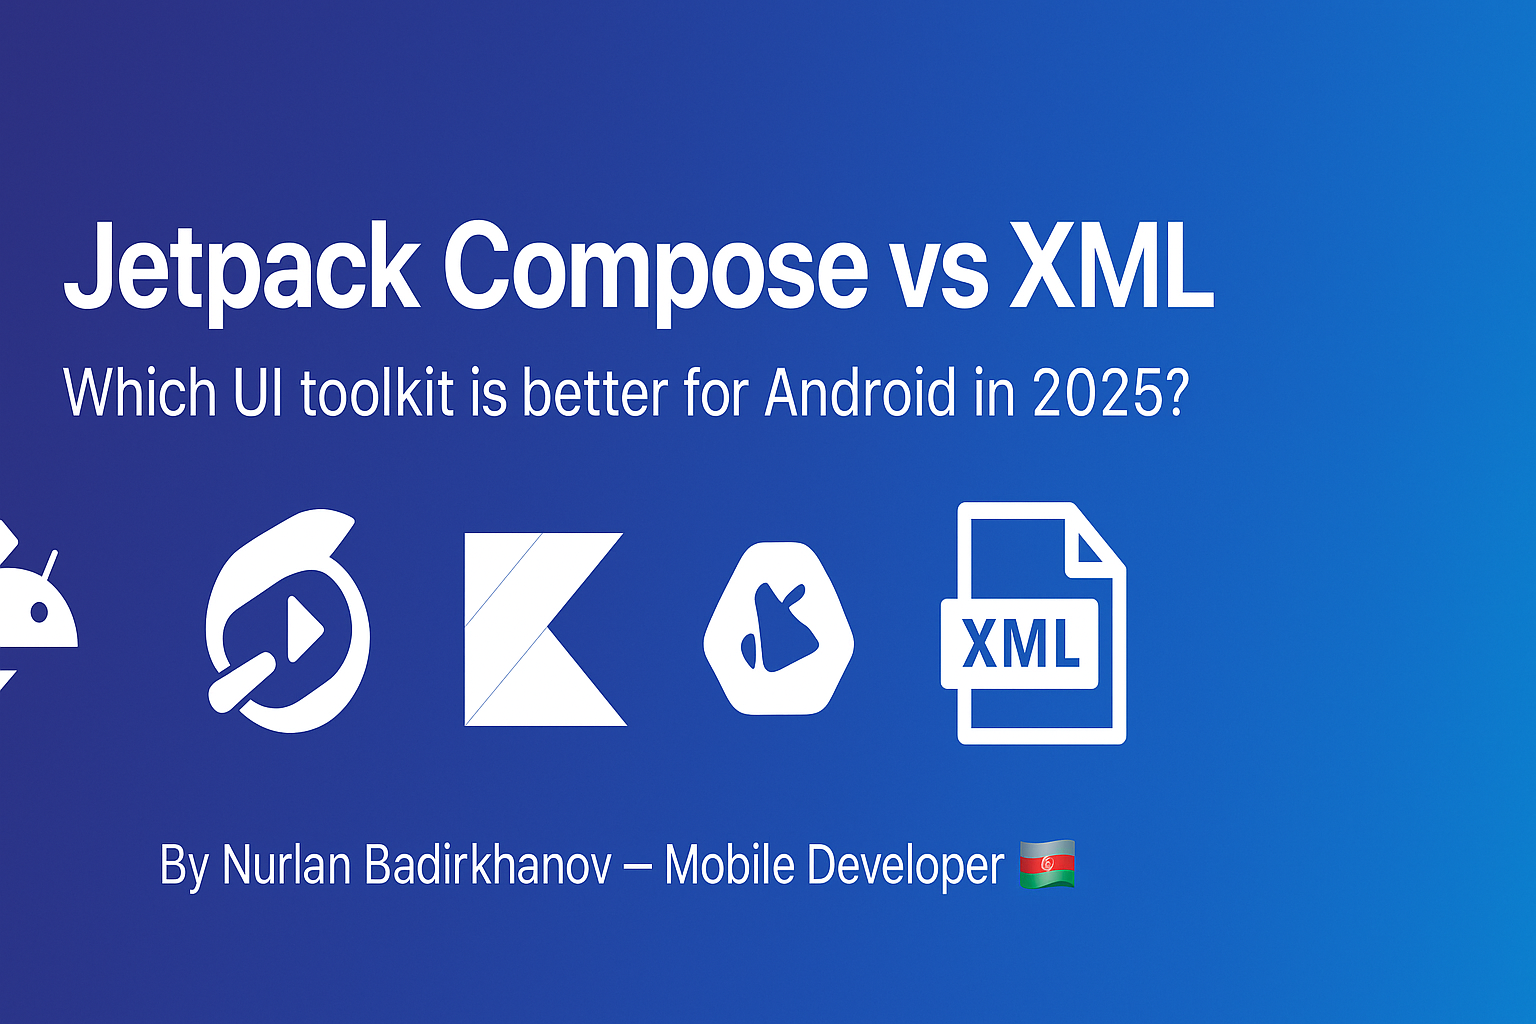 Jetpack Compose vs XML
Which UI toolkit is better for Android in 2025?
XML
By Nurlan Badirkhanov – Mobile Developer